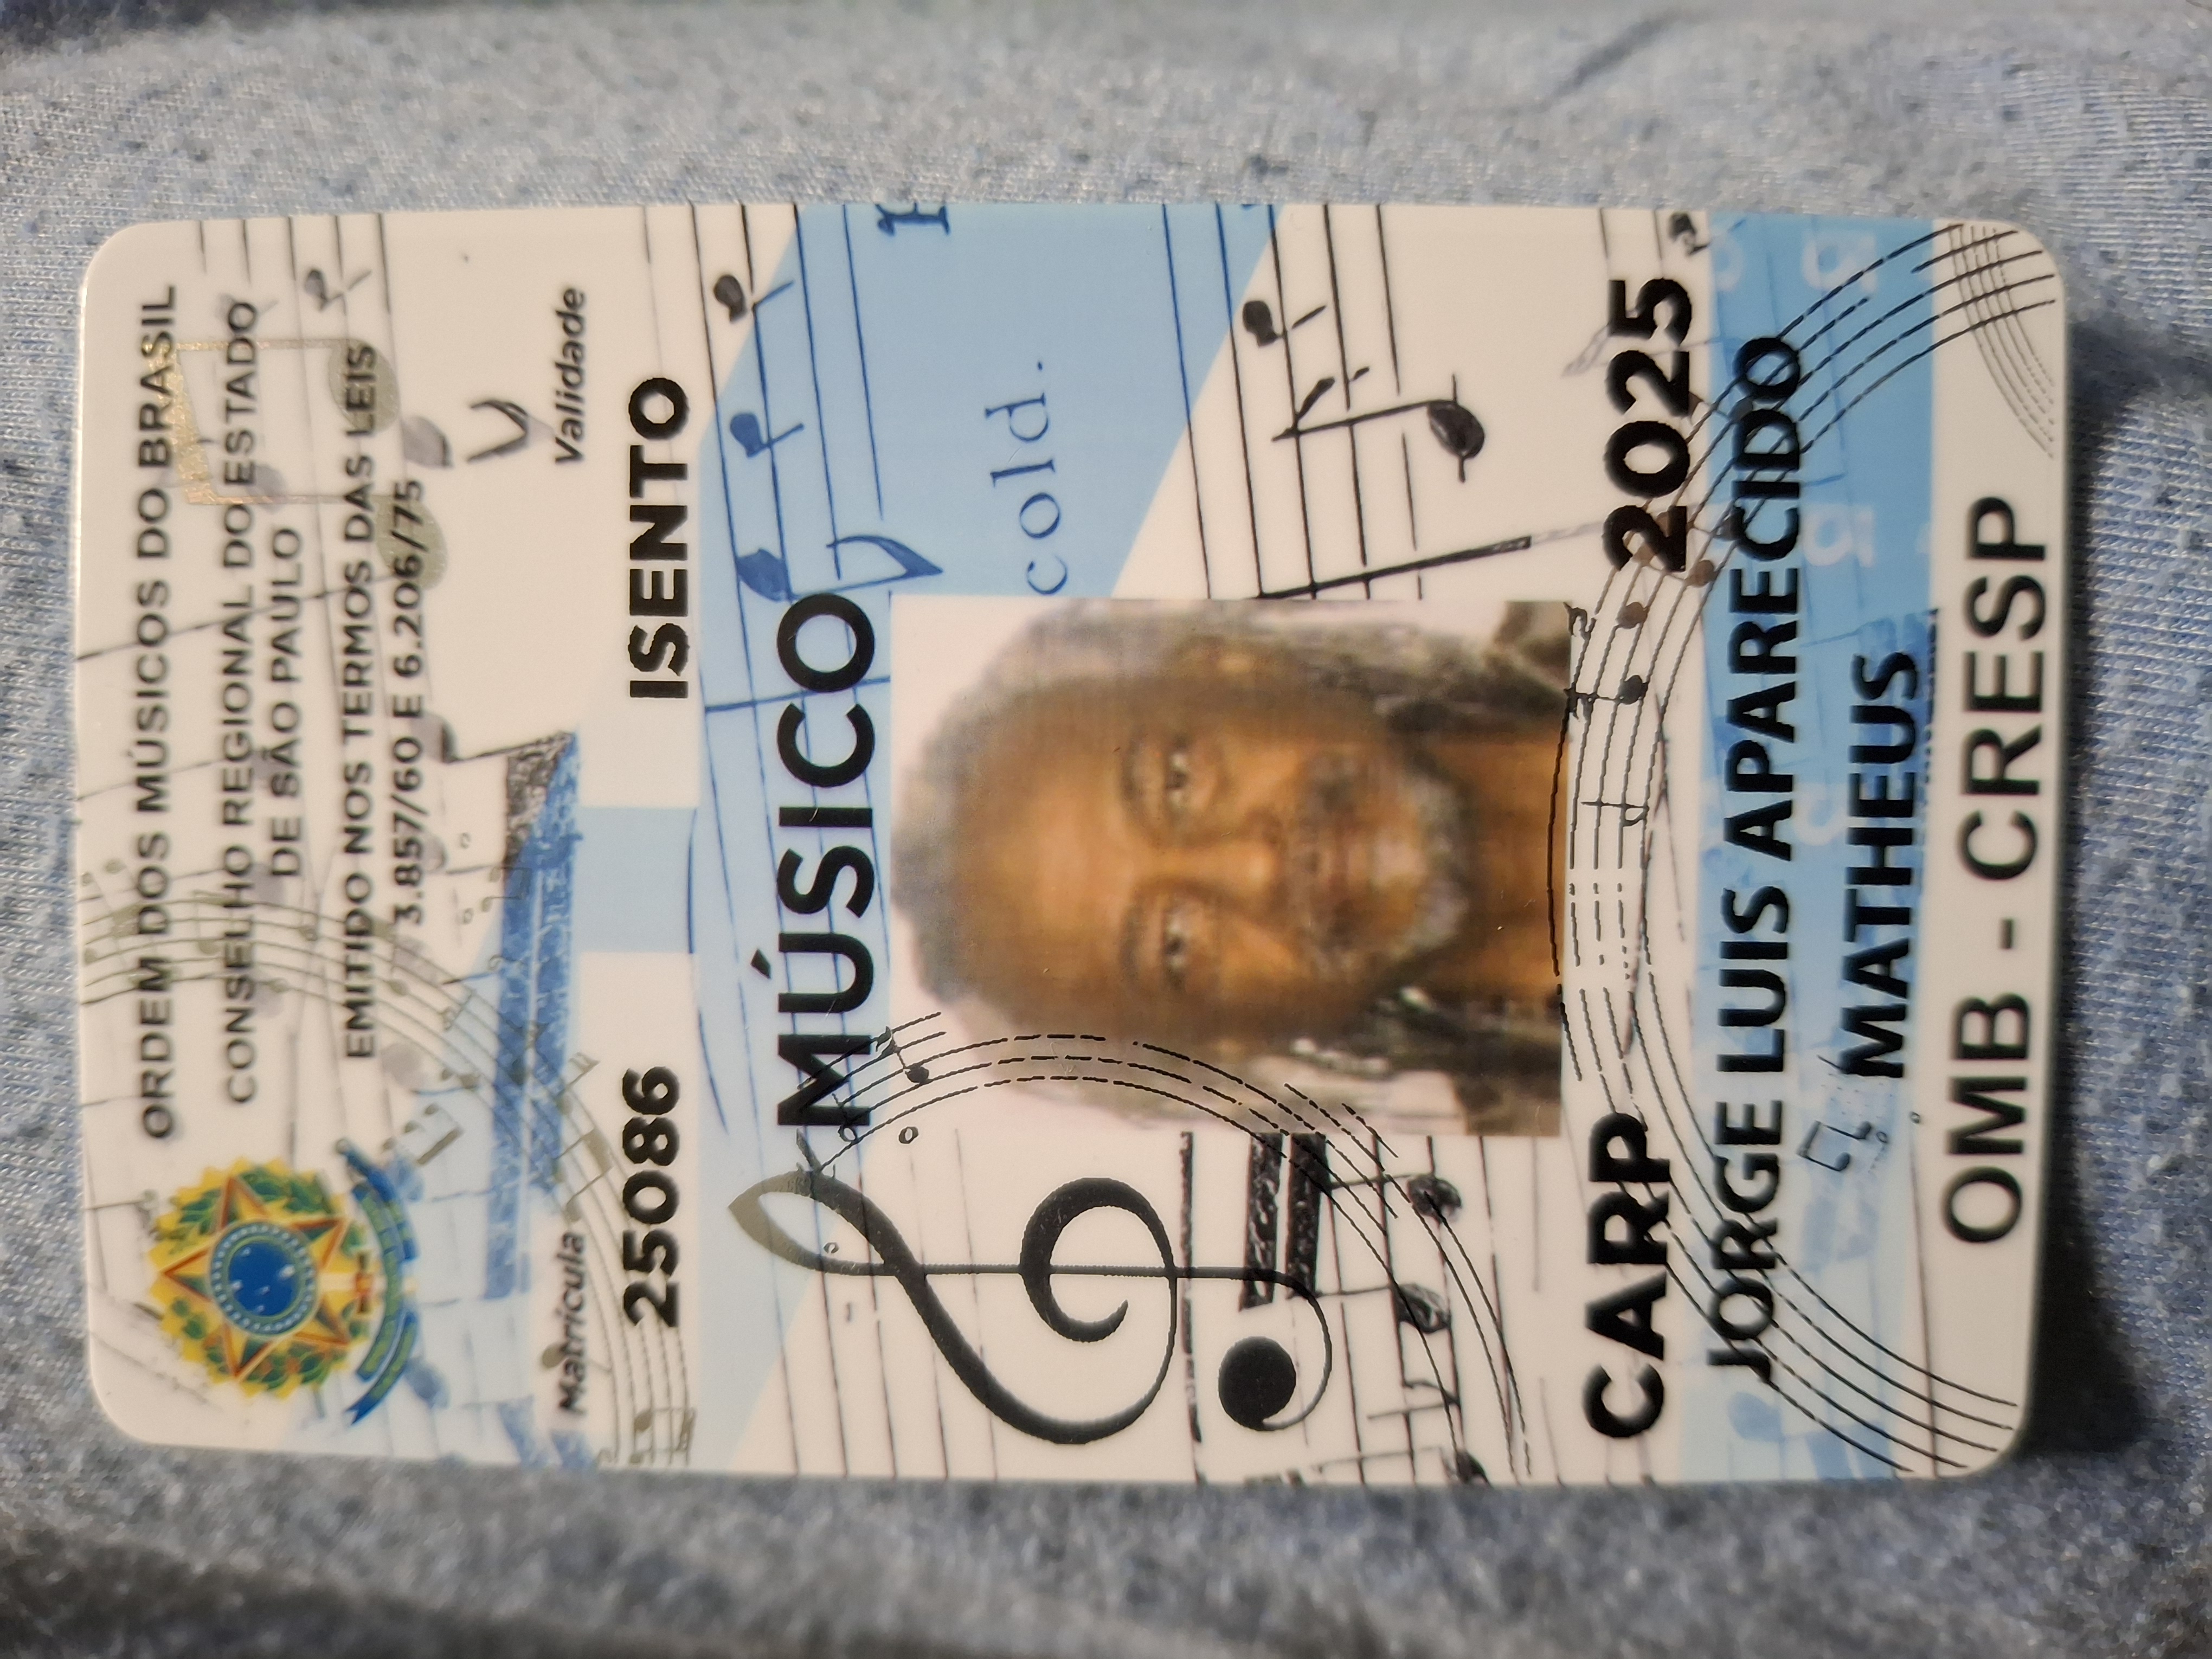 ORDEM DOS MÚSICOS DO BRASIL
CONSELHO REGIONAL DO ESTADO
DE SÃO PAULO
EMITIDO NOS TERMOS DAS LEIS
3.857/60 E 6.206/75
Matrícula
Validade
25086
ISENTO
MÚSICO
cold.
CARP
2025
JORGE LUIS APARECIDO
MATHEUS
OMB - CRESP